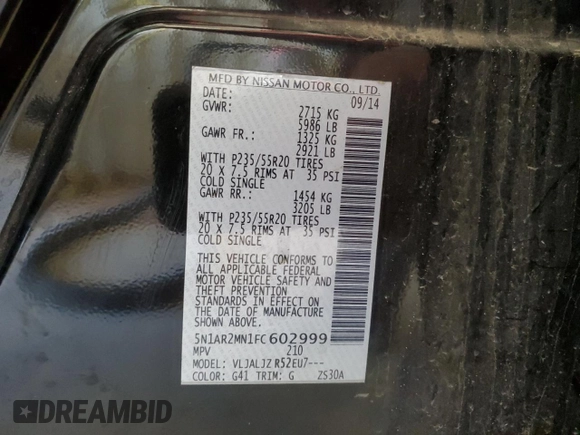 MFD BY NISSAN MOTOR CO., LTD.
DATE: 09/14
GVWR: 2715 KG
5986 LB
GAWR FR.: 1325 KG
2921 LB
WITH P235/55R20 TIRES
20 X 7.5 RIMS AT 35 PSI
COLD SINGLE
GAWR RR.: 1454 KG
3205 LB
WITH P235/55R20 TIRES
20 X 7.5 RIMS AT 35 PSI
COLD SINGLE
THIS VEHICLE CONFORMS TO
ALL APPLICABLE FEDERAL
MOTOR VEHICLE SAFETY AND
THEFT PREVENTION
STANDARDS IN EFFECT ON
THE DATE OF MANUFACTURE
SHOWN ABOVE.
5N1AR2MN1FC602999
MPV 210
MODEL: VLJALJZ R52EU7---
COLOR: G41 TRIM: G ZS30A
DREAMBID